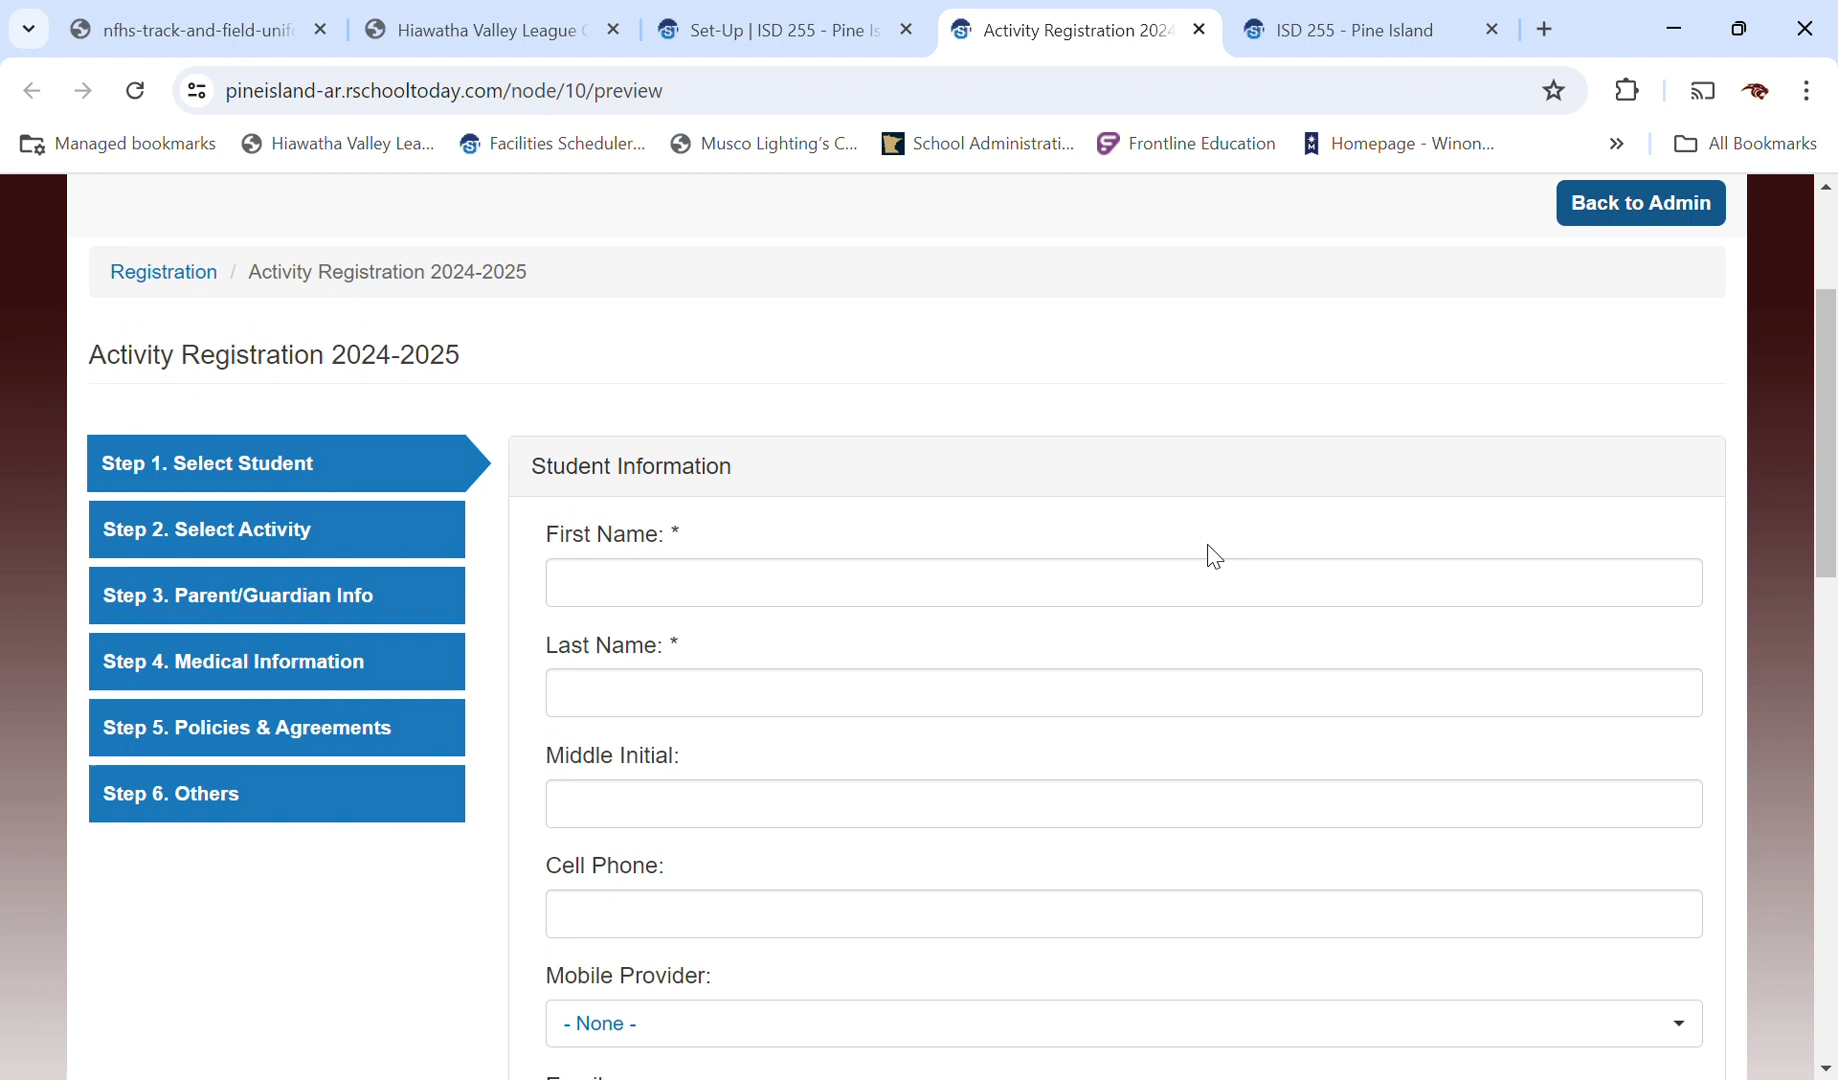 nfhs-track-and-field-unif
Hiawatha Valley League C
Set-Up | ISD 255 - Pine Is
Activity Registration 2024
ISD 255 - Pine Island
pineisland-ar.rschooltoday.com/node/10/preview
Managed bookmarks
Hiawatha Valley Lea...
Facilities Scheduler...
Musco Lighting's C...
School Administrati...
Frontline Education
Homepage - Winon...
All Bookmarks
Back to Admin
Registration / Activity Registration 2024-2025
Activity Registration 2024-2025
Step 1. Select Student
Step 2. Select Activity
Step 3. Parent/Guardian Info
Step 4. Medical Information
Step 5. Policies & Agreements
Step 6. Others
Student Information
First Name: *
Last Name: *
Middle Initial:
Cell Phone:
Mobile Provider:
- None -